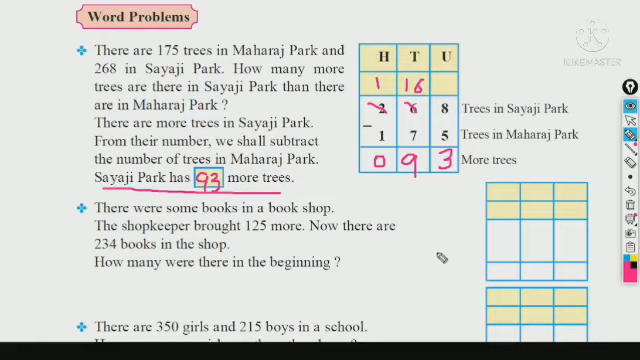 Word Problems
There are 175 trees in Maharaj Park and
268 in Sayaji Park. How many more
trees are there in Sayaji Park than there
are in Maharaj Park ?
There are more trees in Sayaji Park.
From their number, we shall subtract
the number of trees in Maharaj Park.
Sayaji Park has 93 more trees.
H T U
1 16
2 6 8 Trees in Sayaji Park
− 1 7 5 Trees in Maharaj Park
0 9 3 More trees
There were some books in a book shop.
The shopkeeper brought 125 more. Now there are
234 books in the shop.
How many were there in the beginning ?
There are 350 girls and 215 boys in a school.
KINEMASTER